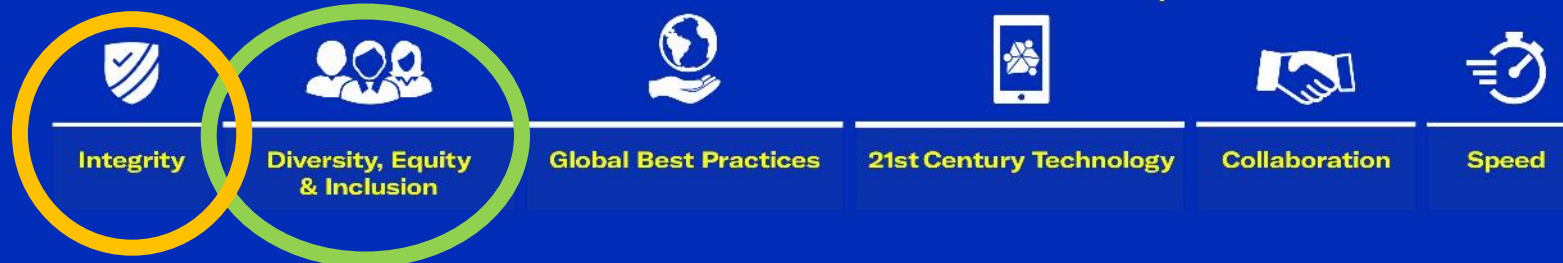 Integrity
Diversity, Equity
& Inclusion
Global Best Practices
21st Century Technology
Collaboration
Speed